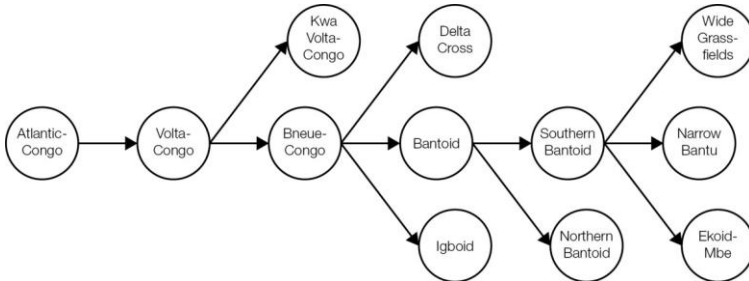 Kwa
Volta-
Congo
Delta
Cross
Wide
Grass-
fields
Atlantic-
Congo
Volta-
Congo
Bneue-
Congo
Bantoid
Southern
Bantoid
Narrow
Bantu
Igboid
Northern
Bantoid
Ekoid-
Mbe